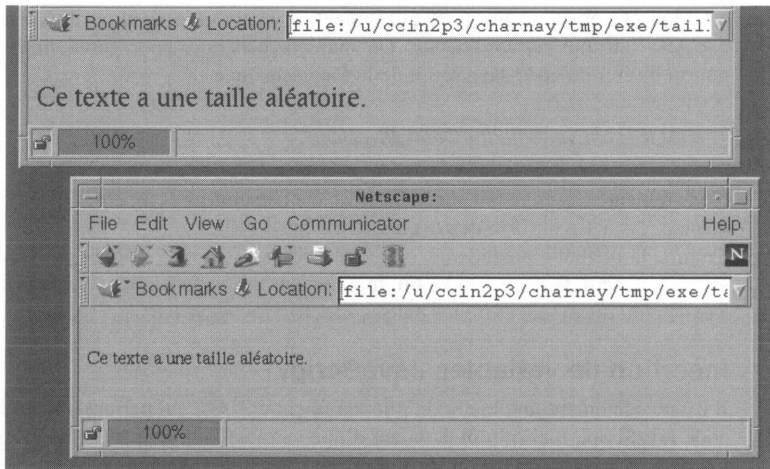 Bookmarks Location: file:/u/ccin2p3/charnay/tmp/exe/tail
Ce texte a une taille aléatoire.
100%
Netscape:
File Edit View Go Communicator Help
N
Bookmarks Location: file:/u/ccin2p3/charnay/tmp/exe/ta
Ce texte a une taille aléatoire.
100%